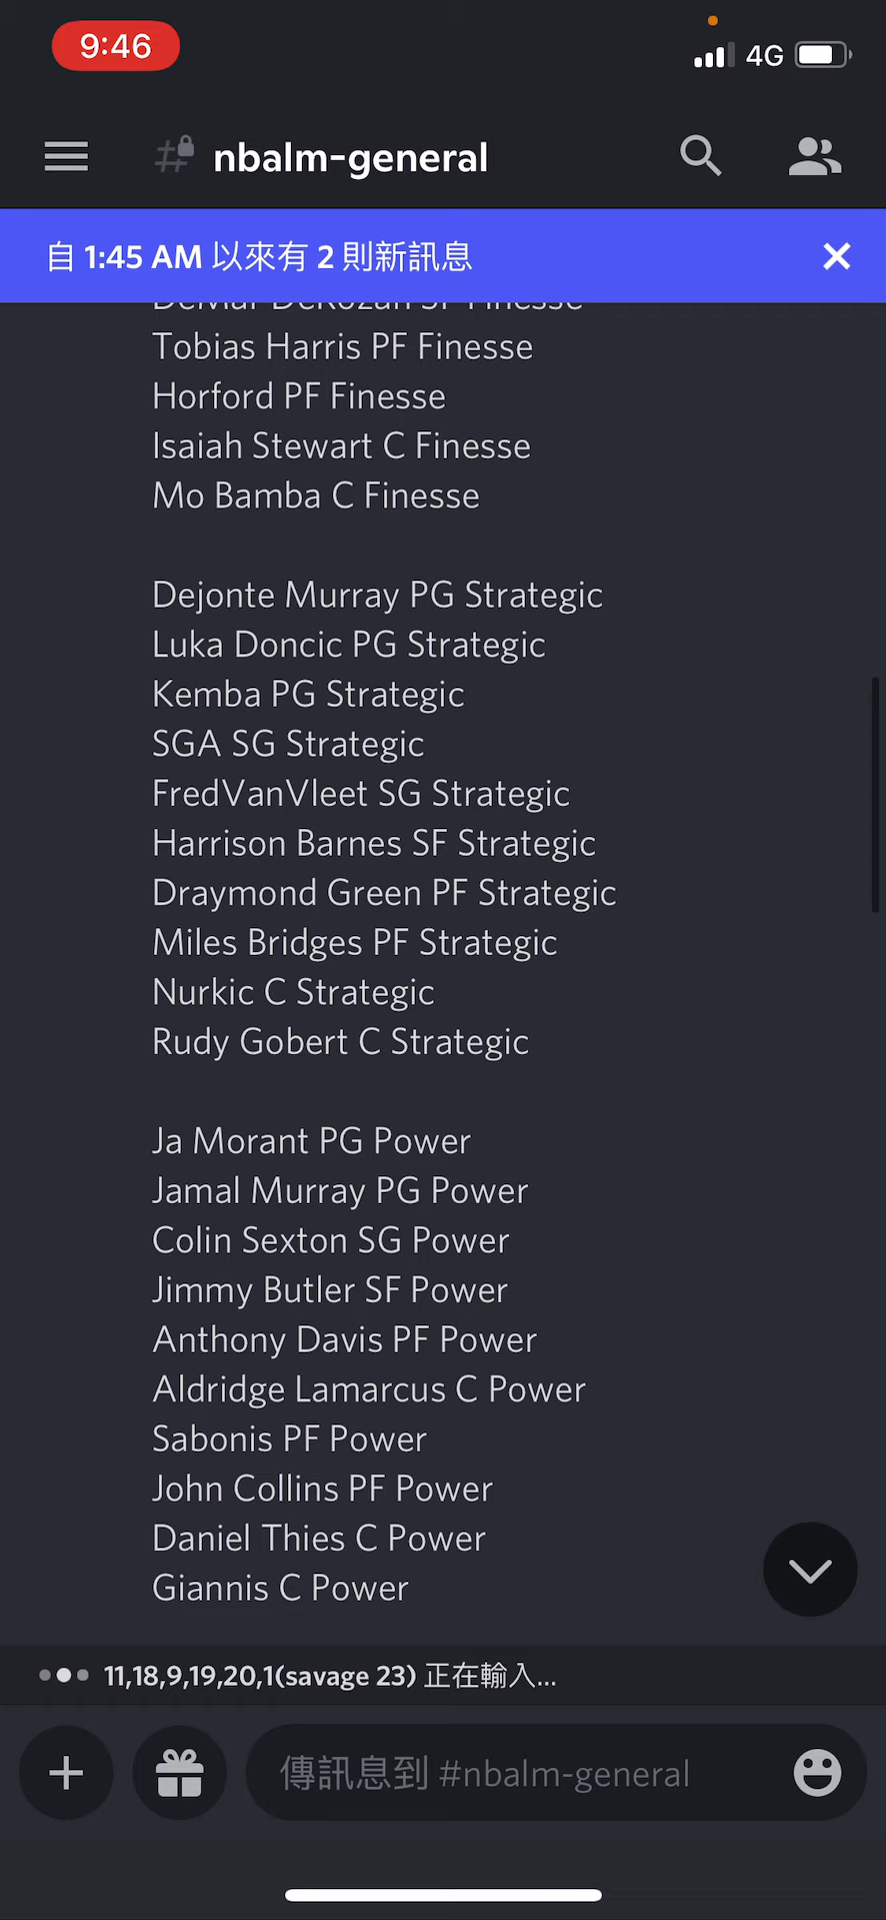 9:46
4G
nbalm-general
自 1:45 AM 以來有 2 則新訊息
DeMar DeRozan SF Finesse
Tobias Harris PF Finesse
Horford PF Finesse
Isaiah Stewart C Finesse
Mo Bamba C Finesse
Dejonte Murray PG Strategic
Luka Doncic PG Strategic
Kemba PG Strategic
SGA SG Strategic
FredVanVleet SG Strategic
Harrison Barnes SF Strategic
Draymond Green PF Strategic
Miles Bridges PF Strategic
Nurkic C Strategic
Rudy Gobert C Strategic
Ja Morant PG Power
Jamal Murray PG Power
Colin Sexton SG Power
Jimmy Butler SF Power
Anthony Davis PF Power
Aldridge Lamarcus C Power
Sabonis PF Power
John Collins PF Power
Daniel Thies C Power
Giannis C Power
11,18,9,19,20,1(savage 23) 正在輸入...
傳訊息到 #nbalm-general